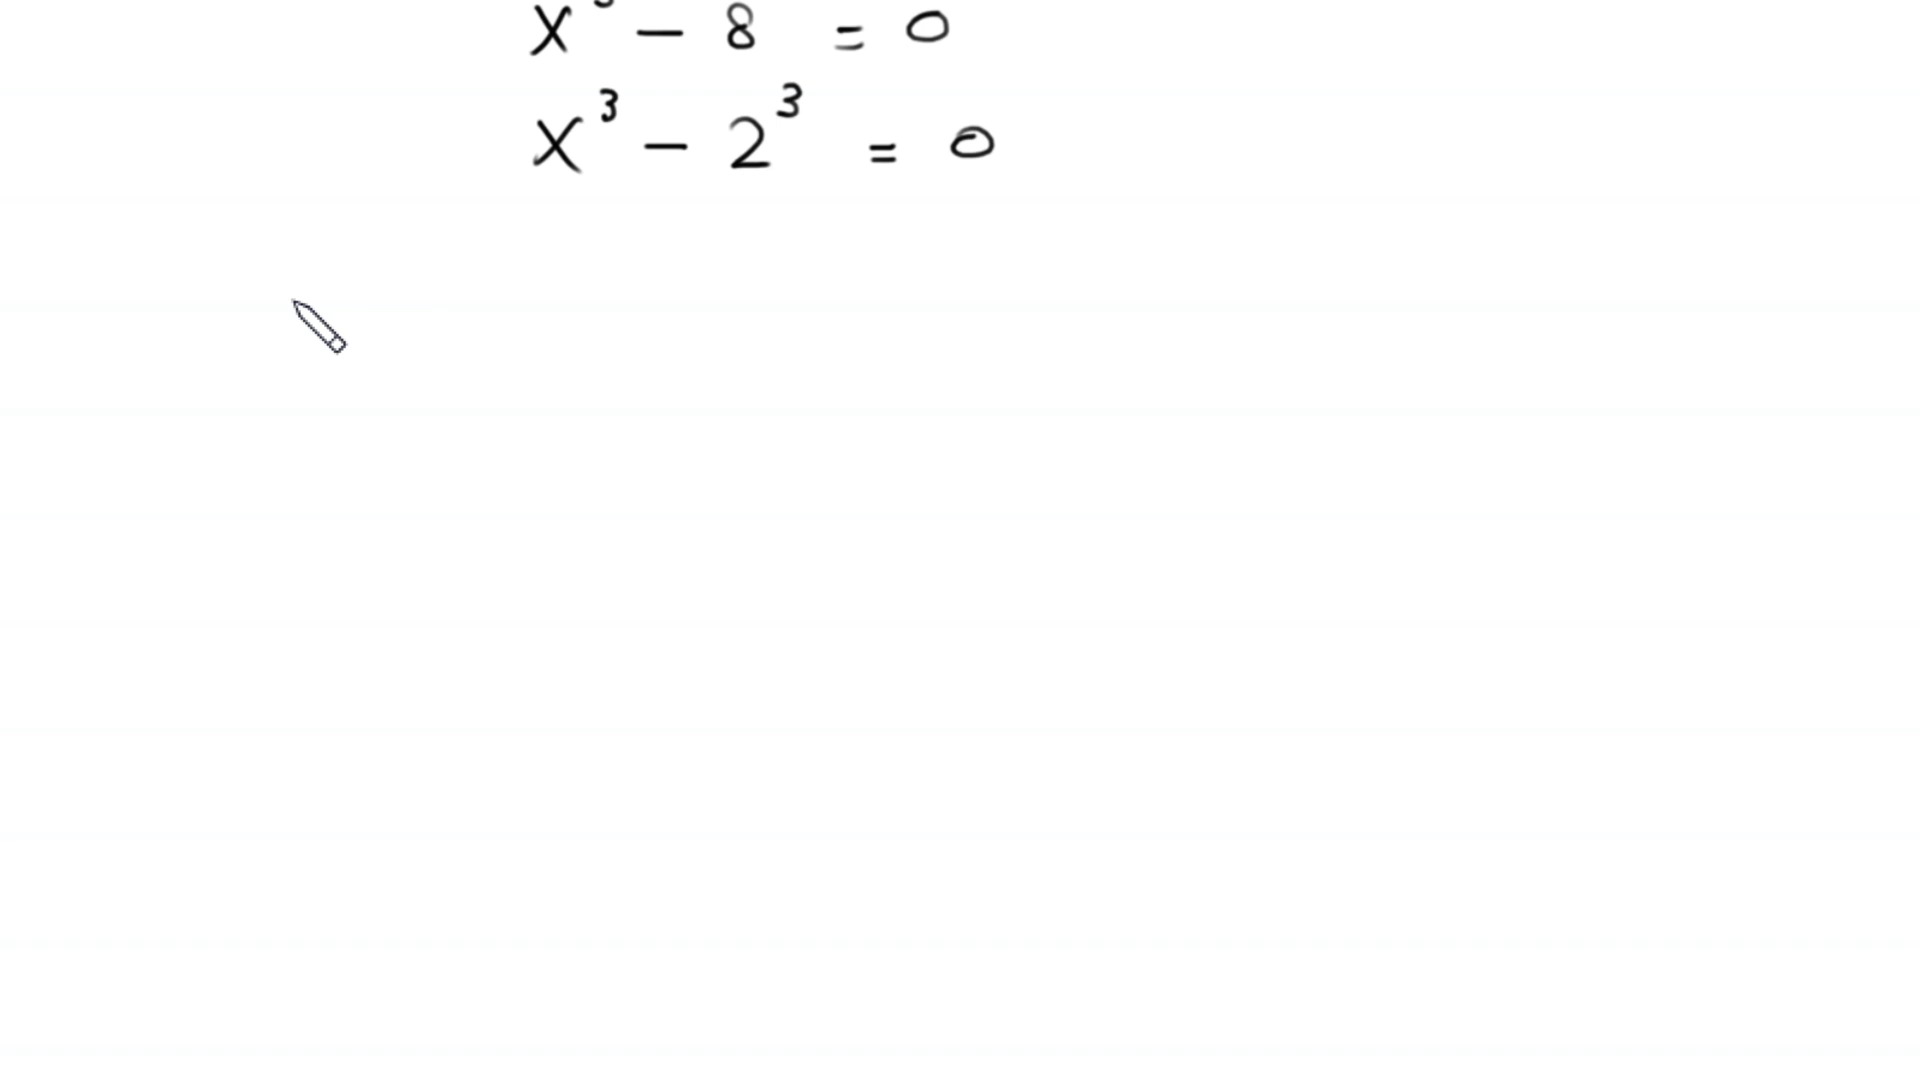 x³ - 8 = 0
x³ - 2³ = 0